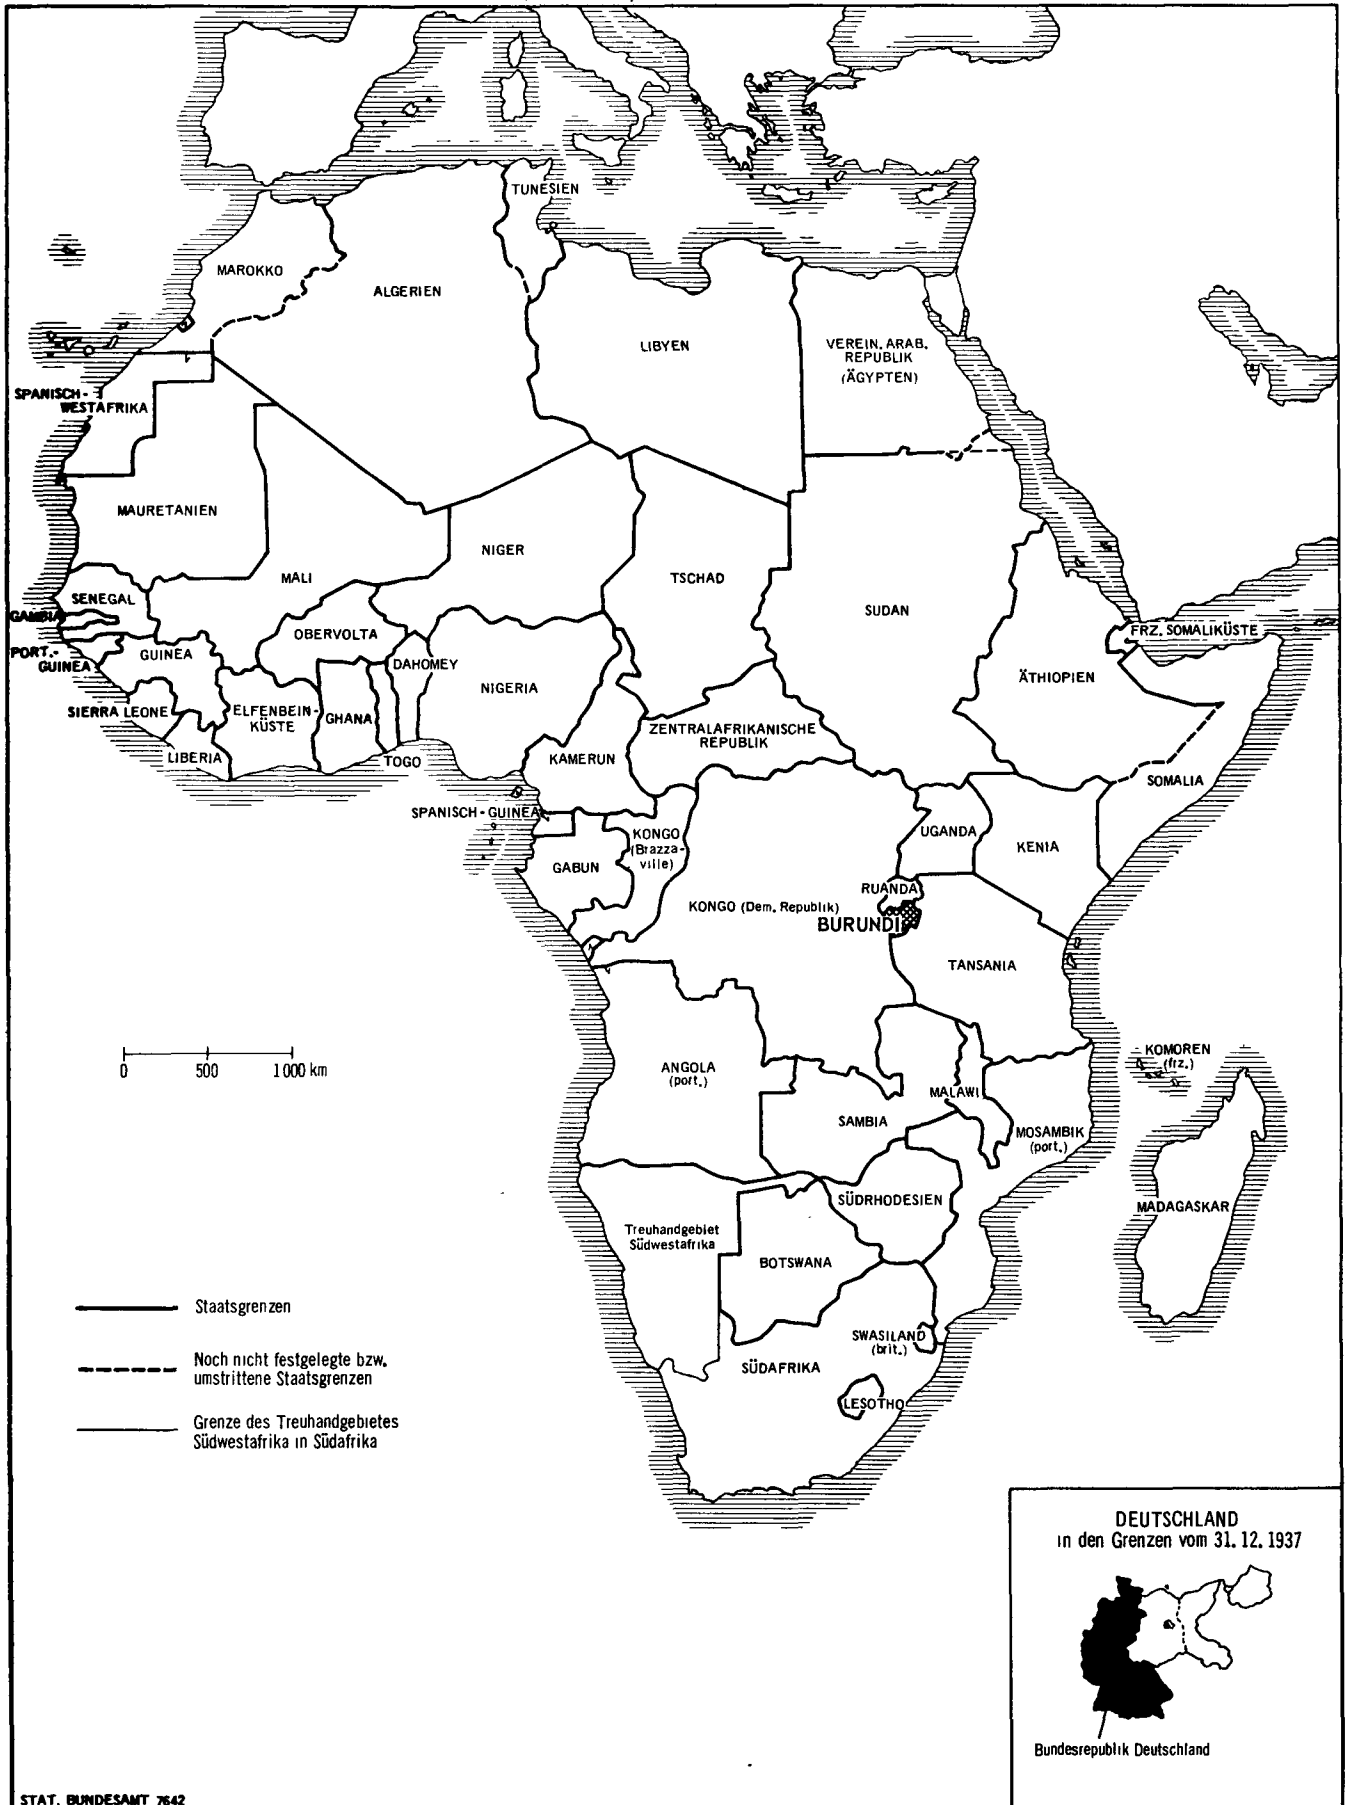 TUNESIEN
MAROKKO
ALGERIEN
LIBYEN
VEREIN. ARAB.
REPUBLIK
(ÄGYPTEN)
SPANISCH-
WESTAFRIKA
MAURETANIEN
NIGER
MALI
TSCHAD
SUDAN
SENEGAL
GAMBIA
FRZ. SOMALIKÜSTE
OBERVOLTA
PORT.-
GUINEA
GUINEA
DAHOMEY
NIGERIA
ÄTHIOPIEN
SIERRA LEONE
ELFENBEIN-
KÜSTE
GHANA
ZENTRALAFRIKANISCHE
REPUBLIK
LIBERIA
TOGO
KAMERUN
SOMALIA
SPANISCH-GUINEA
KONGO
(Brazza-
ville)
UGANDA
KENIA
GABUN
RUANDA
KONGO (Dem. Republik)
BURUNDI
TANSANIA
0 500 1000 km
ANGOLA
(port.)
KOMOREN
(frz.)
MALAWI
SAMBIA
MOSAMBIK
(port.)
SÜDRHODESIEN
MADAGASKAR
Treuhandgebiet
Südwestafrika
BOTSWANA
SWASILAND
(brit.)
SÜDAFRIKA
LESOTHO
Staatsgrenzen
Noch nicht festgelegte bzw.
umstrittene Staatsgrenzen
Grenze des Treuhandgebietes
Südwestafrika in Südafrika
DEUTSCHLAND
in den Grenzen vom 31. 12. 1937
Bundesrepublik Deutschland
STAT. BUNDESAMT 7642